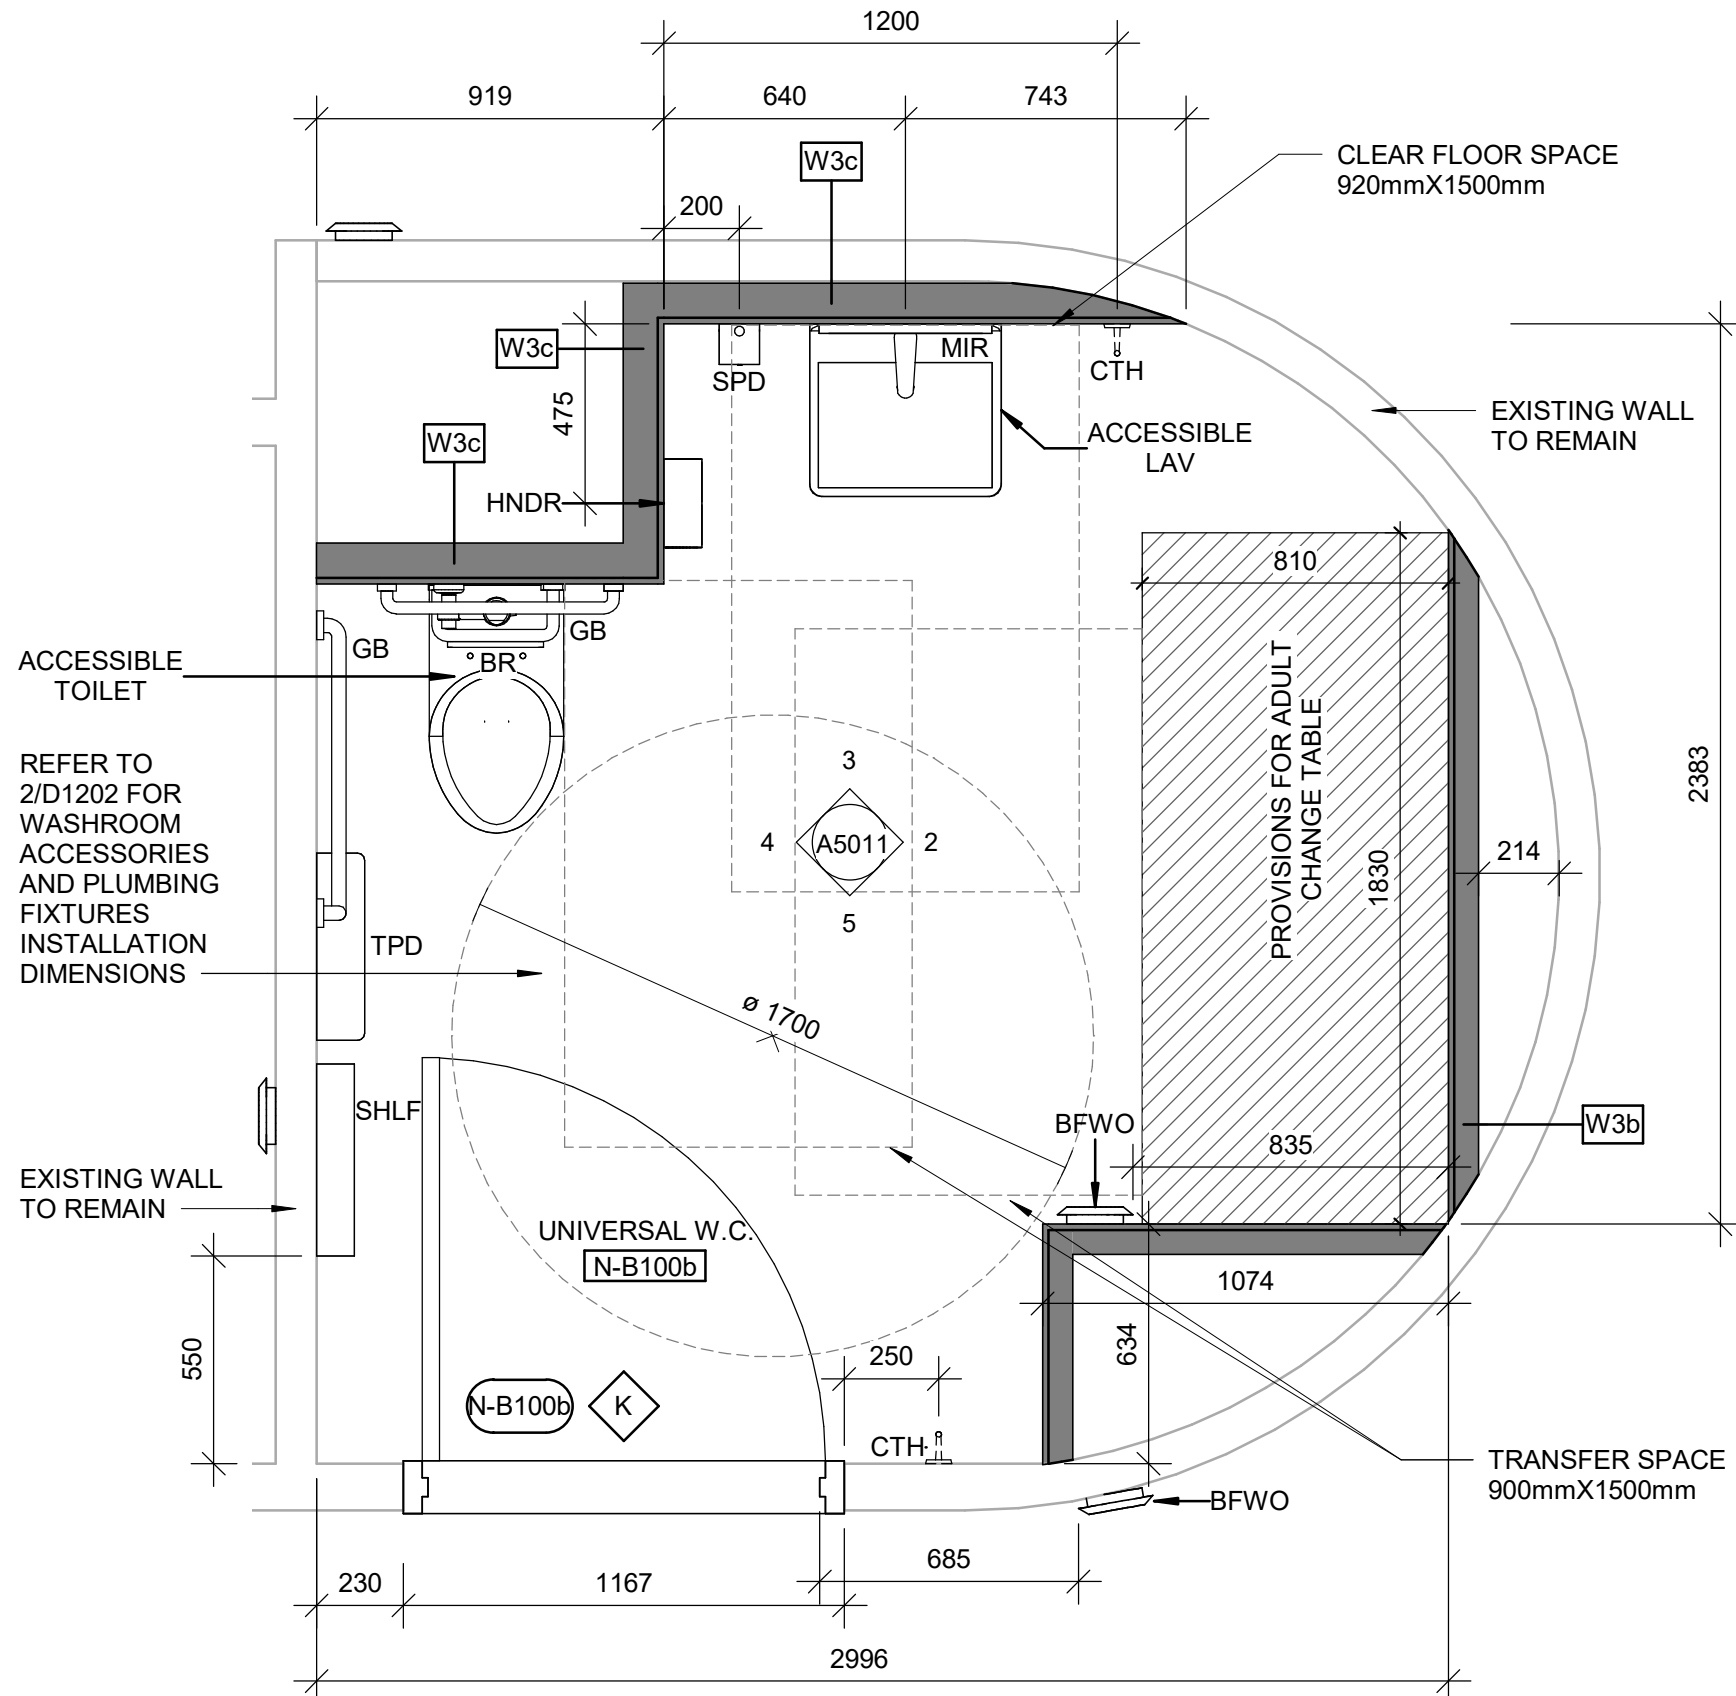 1200
919
640
743
W3c
CLEAR FLOOR SPACE
920mmX1500mm
200
W3c
MIR
SPD
CTH
475
EXISTING WALL
TO REMAIN
W3c
ACCESSIBLE
LAV
HNDR
810
GB
GB
BR
ACCESSIBLE
TOILET
PROVISIONS FOR ADULT
CHANGE TABLE
1830
2383
REFER TO
2/D1202 FOR
WASHROOM
ACCESSORIES
AND PLUMBING
FIXTURES
INSTALLATION
DIMENSIONS
3
4
A5011
2
5
214
TPD
ø 1700
SHLF
BFWO
W3b
835
EXISTING WALL
TO REMAIN
UNIVERSAL W.C.
N-B100b
1074
634
550
250
N-B100b
K
CTH
TRANSFER SPACE
900mmX1500mm
BFWO
685
230
1167
2996